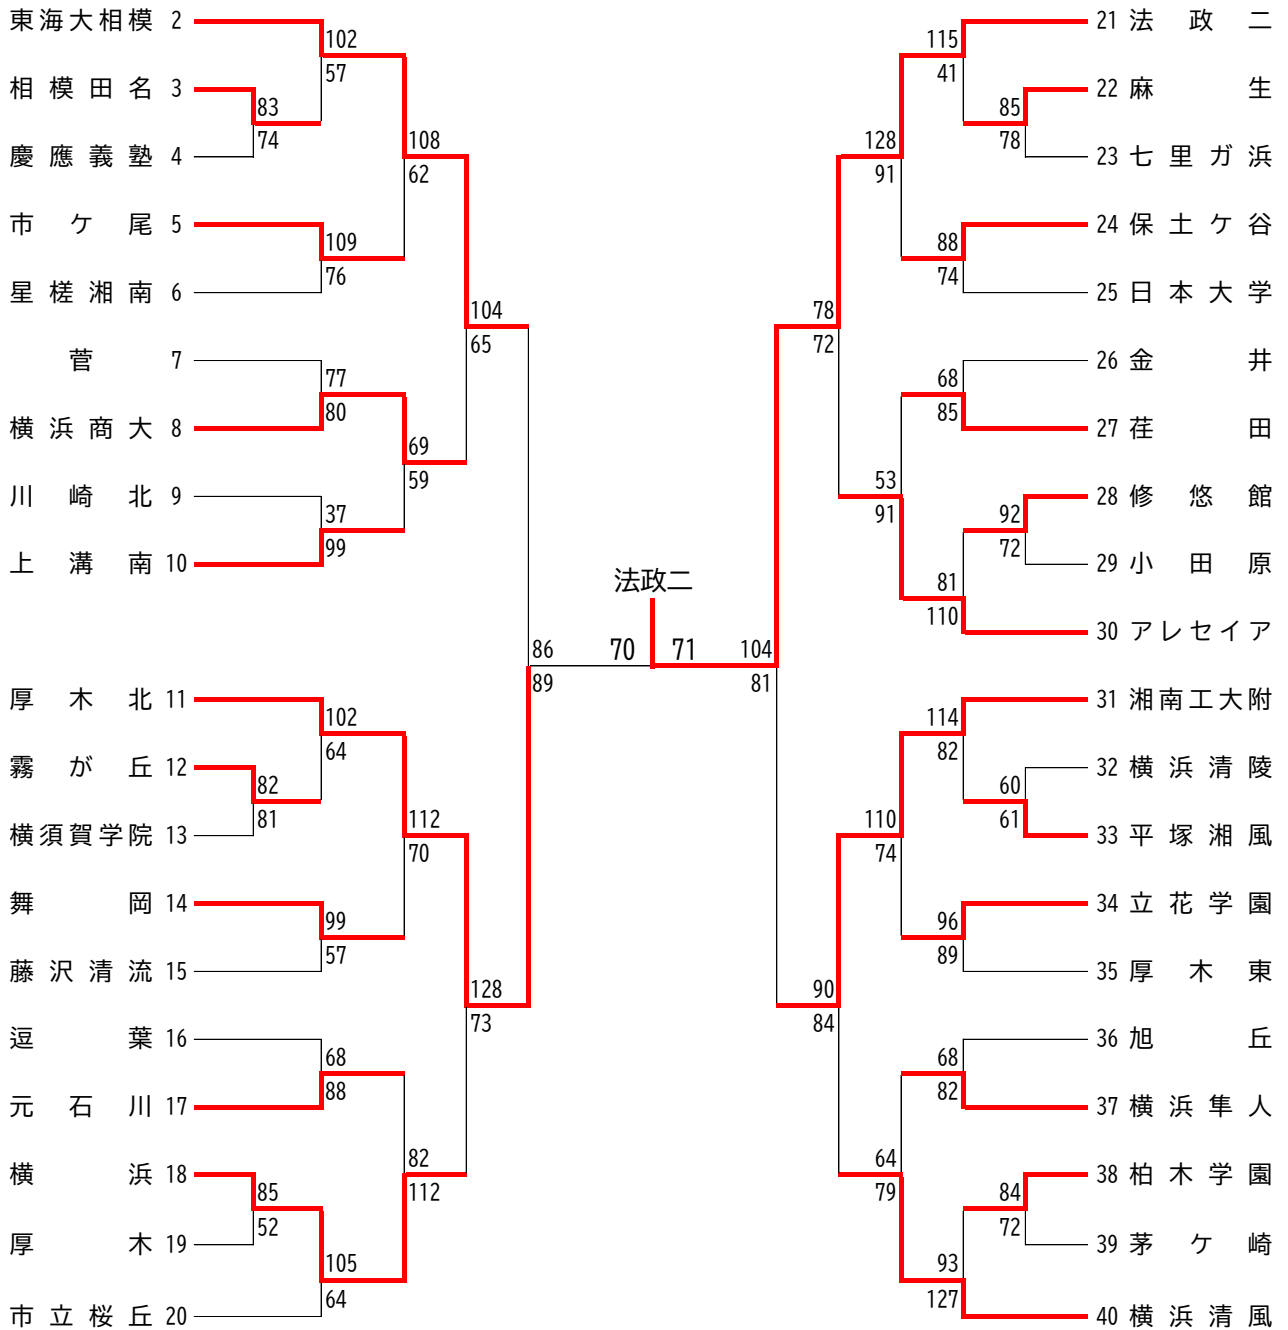 東海大相模 2
102
57
相模田名 3
83
74
慶應義塾 4
108
62
市ケ尾 5
109
76
星槎湘南 6
104
65
菅 7
77
80
横浜商大 8
69
59
川崎北 9
37
99
上溝南 10
法政二
70 71
86
89
厚木北 11
102
64
霧が丘 12
82
81
横須賀学院 13
112
70
舞岡 14
99
57
藤沢清流 15
128
73
逗葉 16
68
88
元石川 17
82
112
横浜 18
85
52
厚木 19
105
64
市立桜丘 20
21 法政二
115
41
22 麻生
85
78
23 七里ガ浜
128
91
24 保土ケ谷
88
74
25 日本大学
78
72
26 金井
68
85
27 荏田
53
91
28 修悠館
92
72
29 小田原
81
110
30 アレセイア
104
81
31 湘南工大附
114
82
32 横浜清陵
60
61
33 平塚湘風
110
74
34 立花学園
96
89
35 厚木東
90
84
36 旭丘
68
82
37 横浜隼人
64
79
38 柏木学園
84
72
39 茅ケ崎
93
127
40 横浜清風